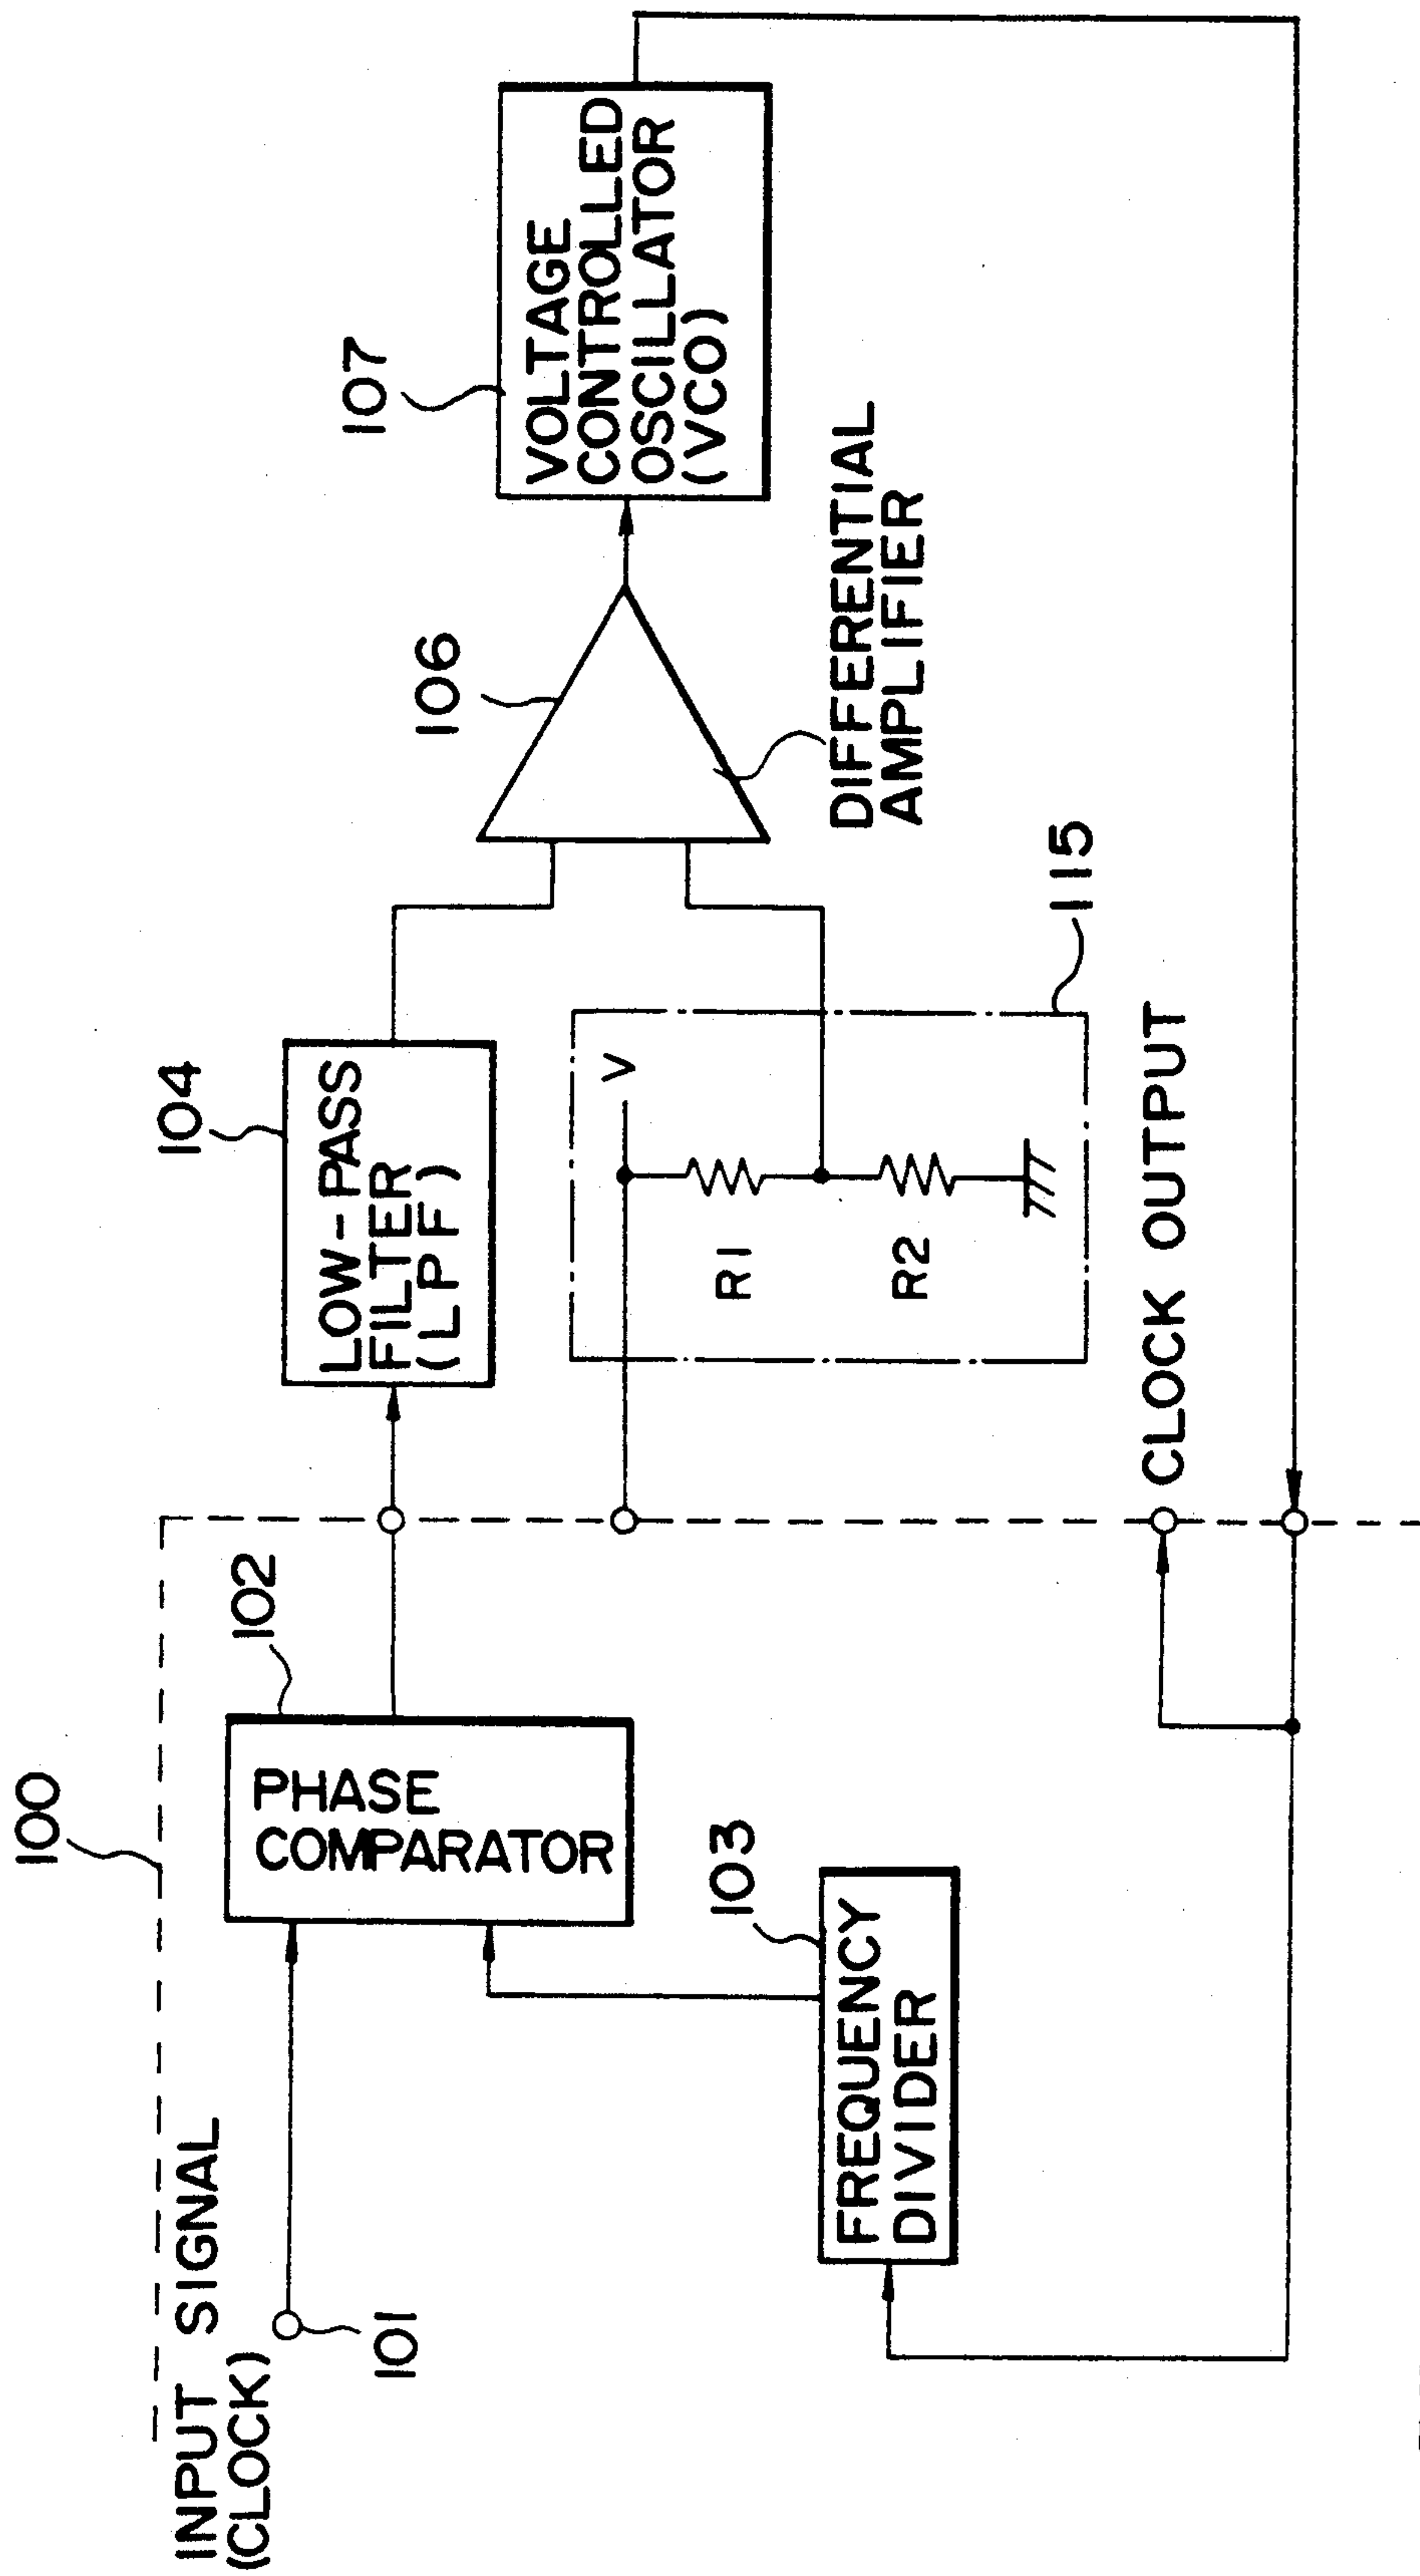 100
INPUT SIGNAL
(CLOCK)
101
PHASE
COMPARATOR
102
FREQUENCY
DIVIDER
103
LOW-PASS
FILTER
(LPF)
104
V
R1
R2
115
106
DIFFERENTIAL
AMPLIFIER
VOLTAGE
CONTROLLED
OSCILLATOR
(VCO)
107
CLOCK OUTPUT